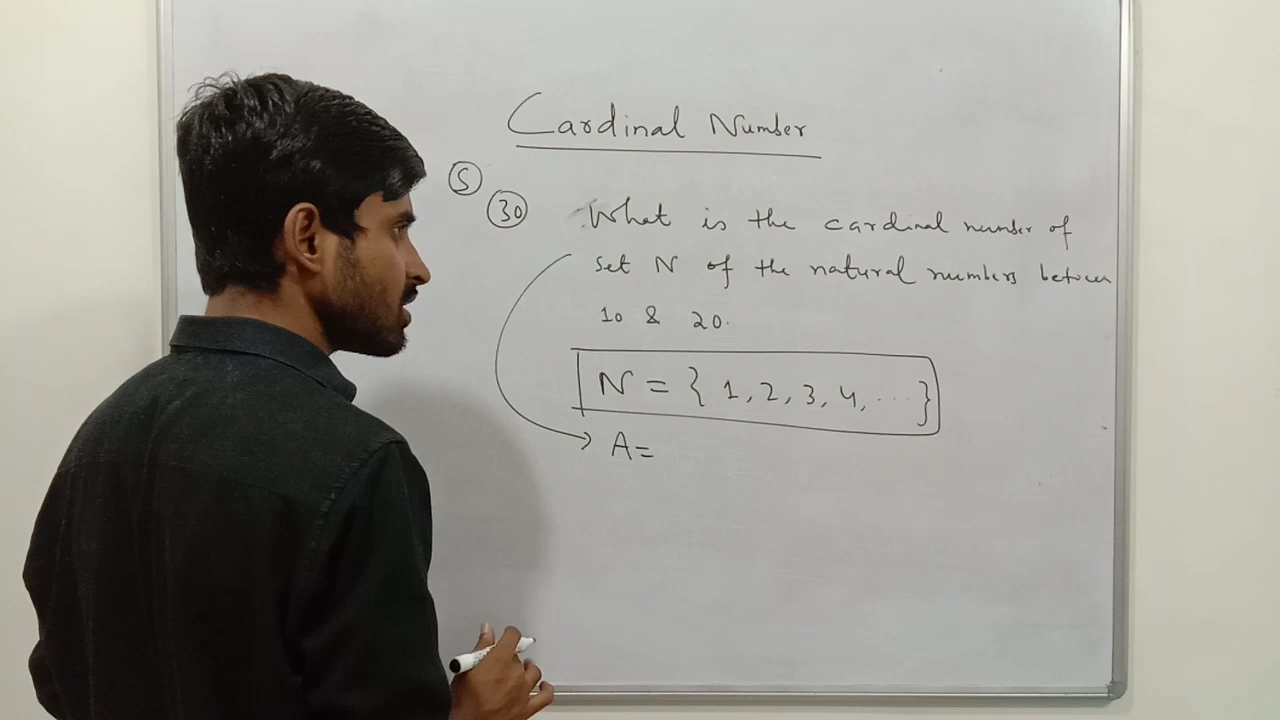 Cardinal Number
5
30 What is the cardinal number of
set N of the natural numbers between
10 & 20.
N = { 1, 2, 3, 4, ... }
A =